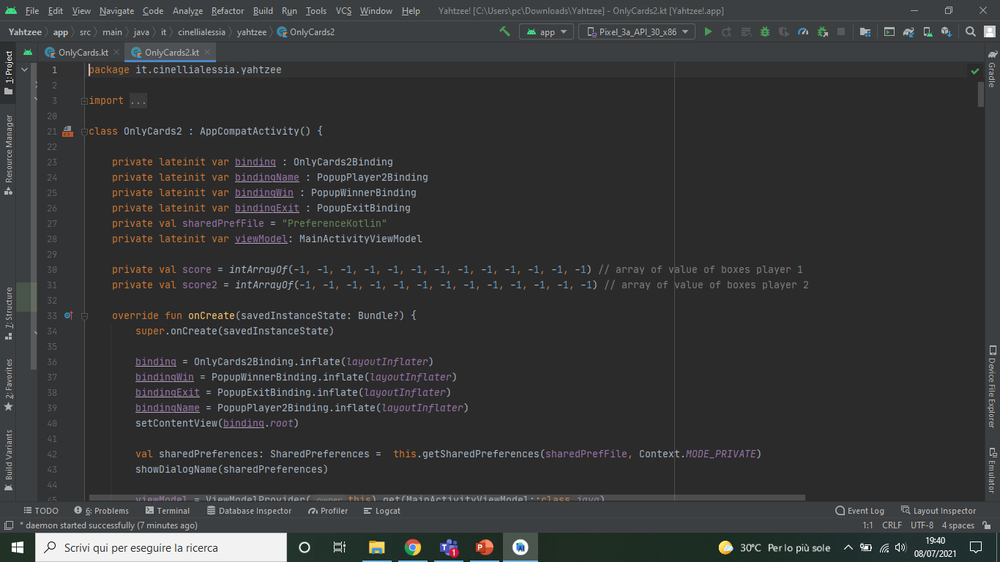 File Edit View Navigate Code Analyze Refactor Build Run Tools VCS Window Help Yahtzee! [C:\Users\pc\Downloads\Yahtzee] - OnlyCards2.kt [Yahtzee!.app]
Yahtzee app src main java it cinellialessia yahtzee OnlyCards2 app Pixel_3a_API_30_x86
OnlyCards.kt OnlyCards2.kt
1: Project
Resource Manager
7: Structure
2: Favorites
Build Variants
1 package it.cinellialessia.yahtzee
2
3 import ...
20
21 class OnlyCards2 : AppCompatActivity() {
22
23 private lateinit var binding : OnlyCards2Binding
24 private lateinit var bindingName : PopupPlayer2Binding
25 private lateinit var bindingWin : PopupWinnerBinding
26 private lateinit var bindingExit : PopupExitBinding
27 private val sharedPrefFile = "PreferenceKotlin"
28 private lateinit var viewModel: MainActivityViewModel
29
30 private val score = intArrayOf(-1, -1, -1, -1, -1, -1, -1, -1, -1, -1, -1, -1, -1) // array of value of boxes player 1
31 private val score2 = intArrayOf(-1, -1, -1, -1, -1, -1, -1, -1, -1, -1, -1, -1, -1) // array of value of boxes player 2
32
33 override fun onCreate(savedInstanceState: Bundle?) {
34 super.onCreate(savedInstanceState)
35
36 binding = OnlyCards2Binding.inflate(layoutInflater)
37 bindingWin = PopupWinnerBinding.inflate(layoutInflater)
38 bindingExit = PopupExitBinding.inflate(layoutInflater)
39 bindingName = PopupPlayer2Binding.inflate(layoutInflater)
40 setContentView(binding.root)
41
42 val sharedPreferences: SharedPreferences = this.getSharedPreferences(sharedPrefFile, Context.MODE_PRIVATE)
43 showDialogName(sharedPreferences)
44
45 viewModel = ViewModelProvider( owner: this).get(MainActivityViewModel::class.java)
Gradle
Device File Explorer
Emulator
TODO 6: Problems Terminal Database Inspector Profiler Logcat Event Log Layout Inspector
* daemon started successfully (7 minutes ago) 1:1 CRLF UTF-8 4 spaces
Scrivi qui per eseguire la ricerca 1 30°C Per lo più sole 19:40
08/07/2021